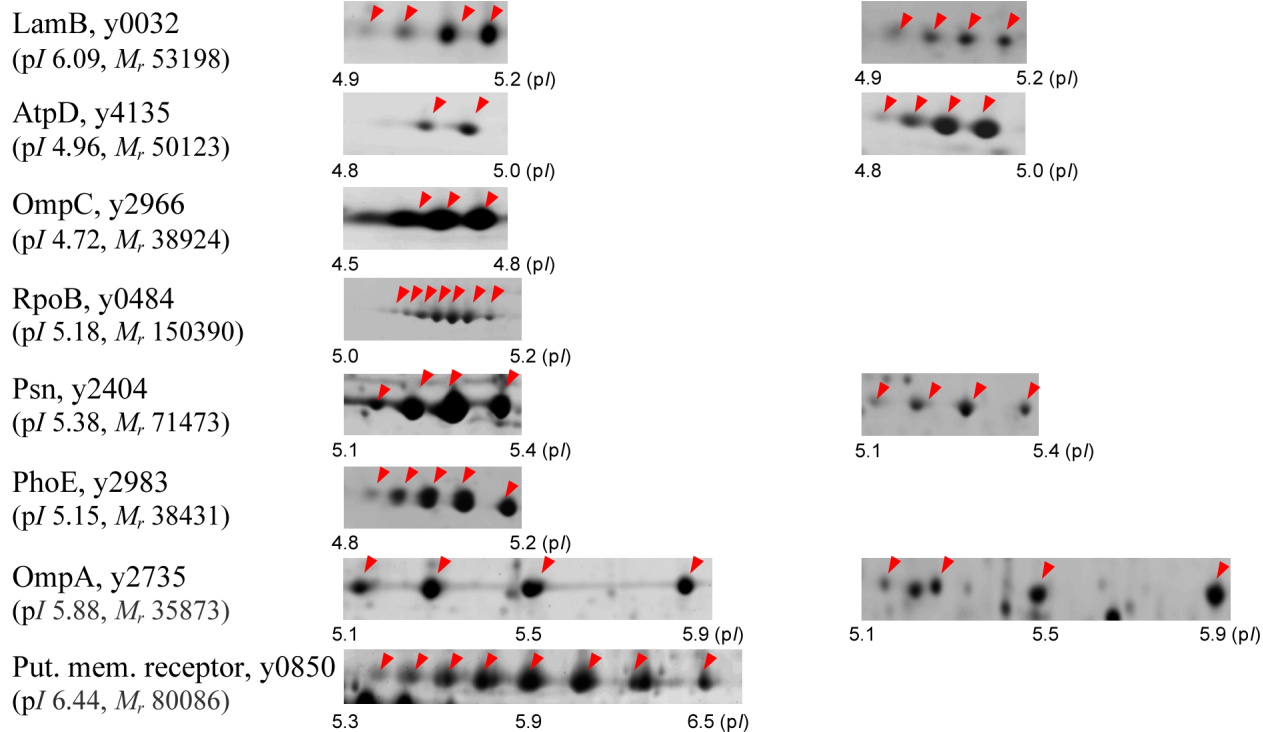 LamB, y0032
(pI 6.09, Mr 53198)
4.9 5.2 (pI) 4.9 5.2 (pI)
AtpD, y4135
(pI 4.96, Mr 50123)
4.8 5.0 (pI) 4.8 5.0 (pI)
OmpC, y2966
(pI 4.72, Mr 38924)
4.5 4.8 (pI)
RpoB, y0484
(pI 5.18, Mr 150390)
5.0 5.2 (pI)
Psn, y2404
(pI 5.38, Mr 71473)
5.1 5.4 (pI) 5.1 5.4 (pI)
PhoE, y2983
(pI 5.15, Mr 38431)
4.8 5.2 (pI)
OmpA, y2735
(pI 5.88, Mr 35873)
5.1 5.5 5.9 (pI) 5.1 5.5 5.9 (pI)
Put. mem. receptor, y0850
(pI 6.44, Mr 80086)
5.3 5.9 6.5 (pI)